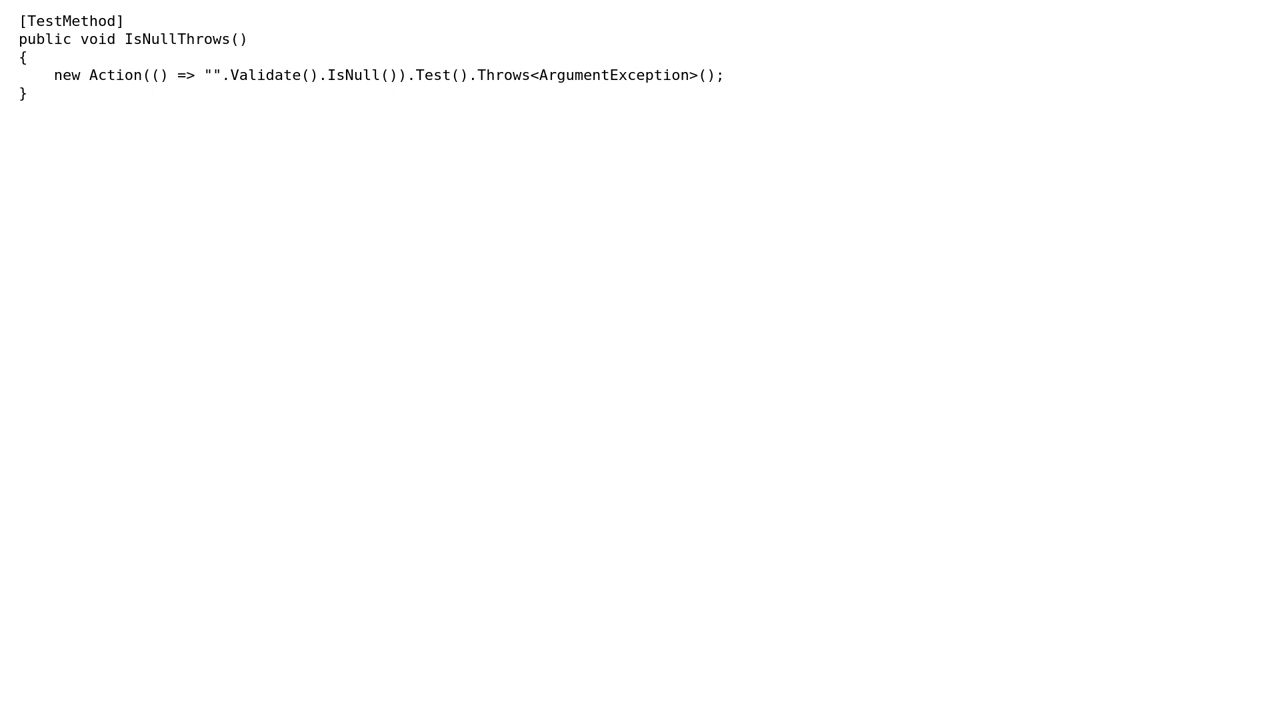 [TestMethod]
public void IsNullThrows()
{
    new Action(() => "".Validate().IsNull()).Test().Throws<ArgumentException>();
}